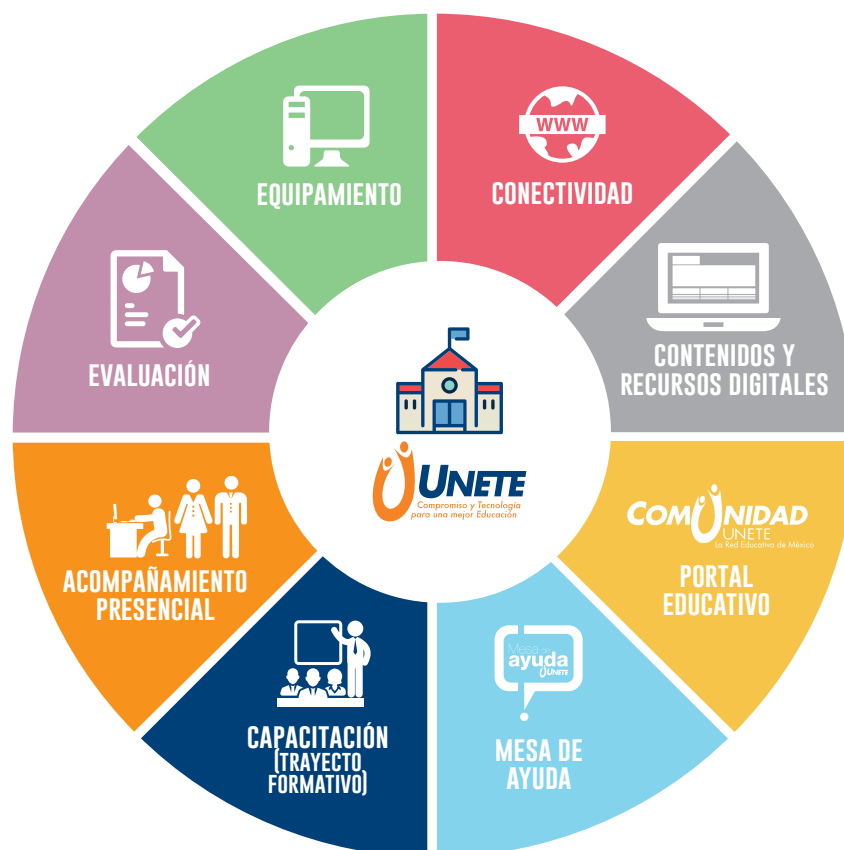 EQUIPAMIENTO
WWW
CONECTIVIDAD
CONTENIDOS Y
RECURSOS DIGITALES
COMUNIDAD
UNETE
La Red Educativa de México
PORTAL
EDUCATIVO
Mesa de
ayuda
UNETE
MESA DE
AYUDA
CAPACITACIÓN
(TRAYECTO
FORMATIVO)
ACOMPAÑAMIENTO
PRESENCIAL
EVALUACIÓN
UNETE
Compromiso y Tecnología
para una mejor Educación